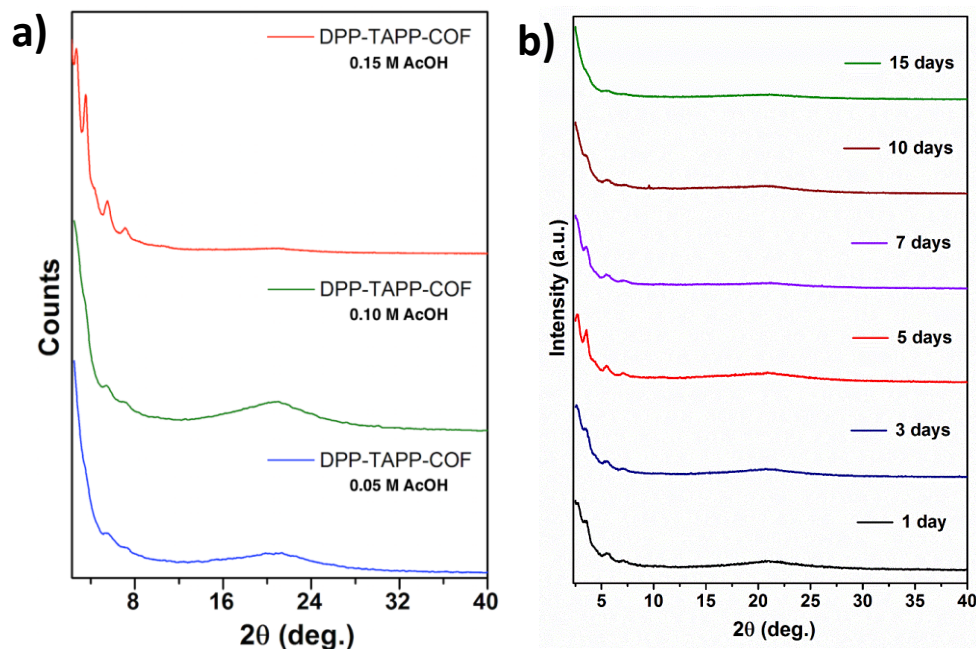 a)
DPP-TAPP-COF
0.15 M AcOH
DPP-TAPP-COF
0.10 M AcOH
DPP-TAPP-COF
0.05 M AcOH
Counts
8 16 24 32 40
2θ (deg.)
b)
15 days
10 days
7 days
5 days
3 days
1 day
Intensity (a.u.)
5 10 15 20 25 30 35 40
2θ (deg.)